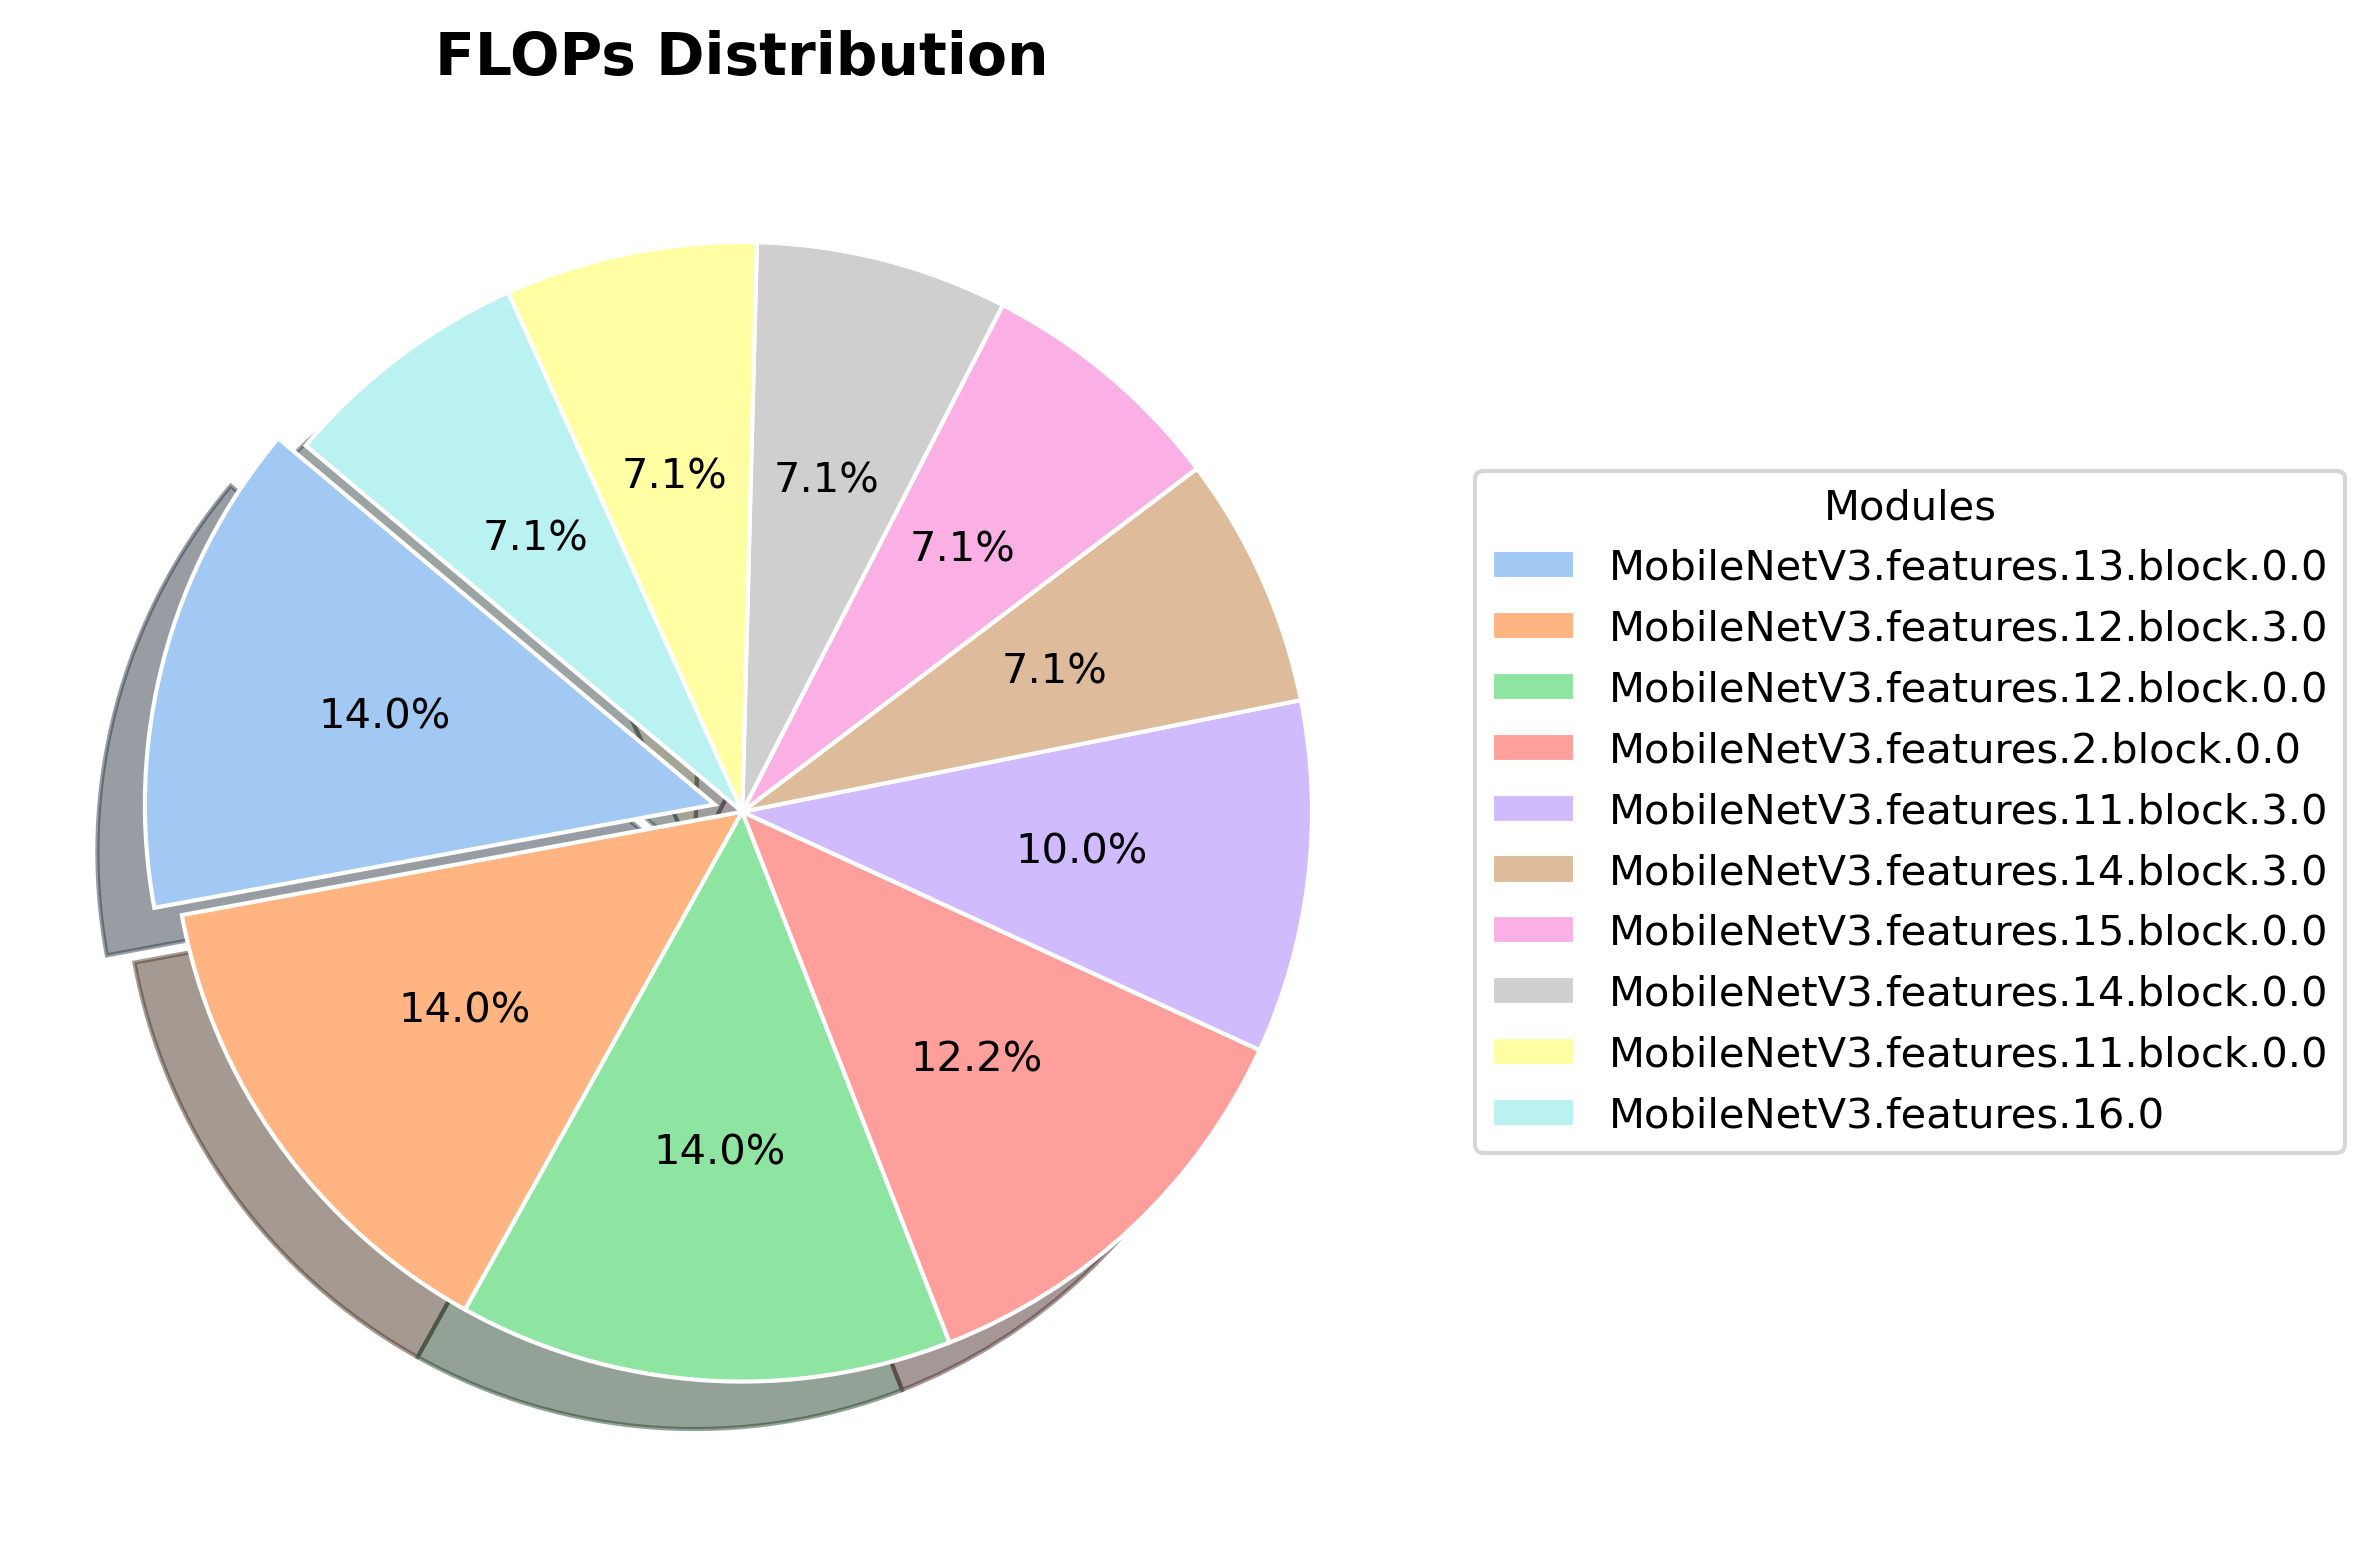 FLOPs Distribution
7.1%
7.1%
7.1%
7.1%
7.1%
14.0%
10.0%
14.0%
12.2%
14.0%
Modules
MobileNetV3.features.13.block.0.0
MobileNetV3.features.12.block.3.0
MobileNetV3.features.12.block.0.0
MobileNetV3.features.2.block.0.0
MobileNetV3.features.11.block.3.0
MobileNetV3.features.14.block.3.0
MobileNetV3.features.15.block.0.0
MobileNetV3.features.14.block.0.0
MobileNetV3.features.11.block.0.0
MobileNetV3.features.16.0